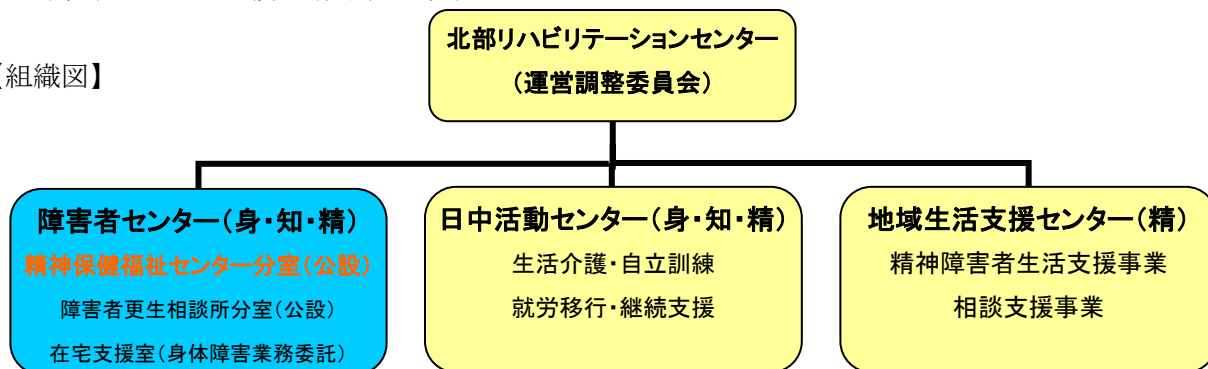 北部リハビリテーションセンター
（運営調整委員会）
【組織図】
障害者センター（身・知・精）
精神保健福祉センター分室（公設）
障害者更生相談所分室（公設）
在宅支援室（身体障害業務委託）
日中活動センター（身・知・精）
生活介護・自立訓練
就労移行・継続支援
地域生活支援センター（精）
精神障害者生活支援事業
相談支援事業